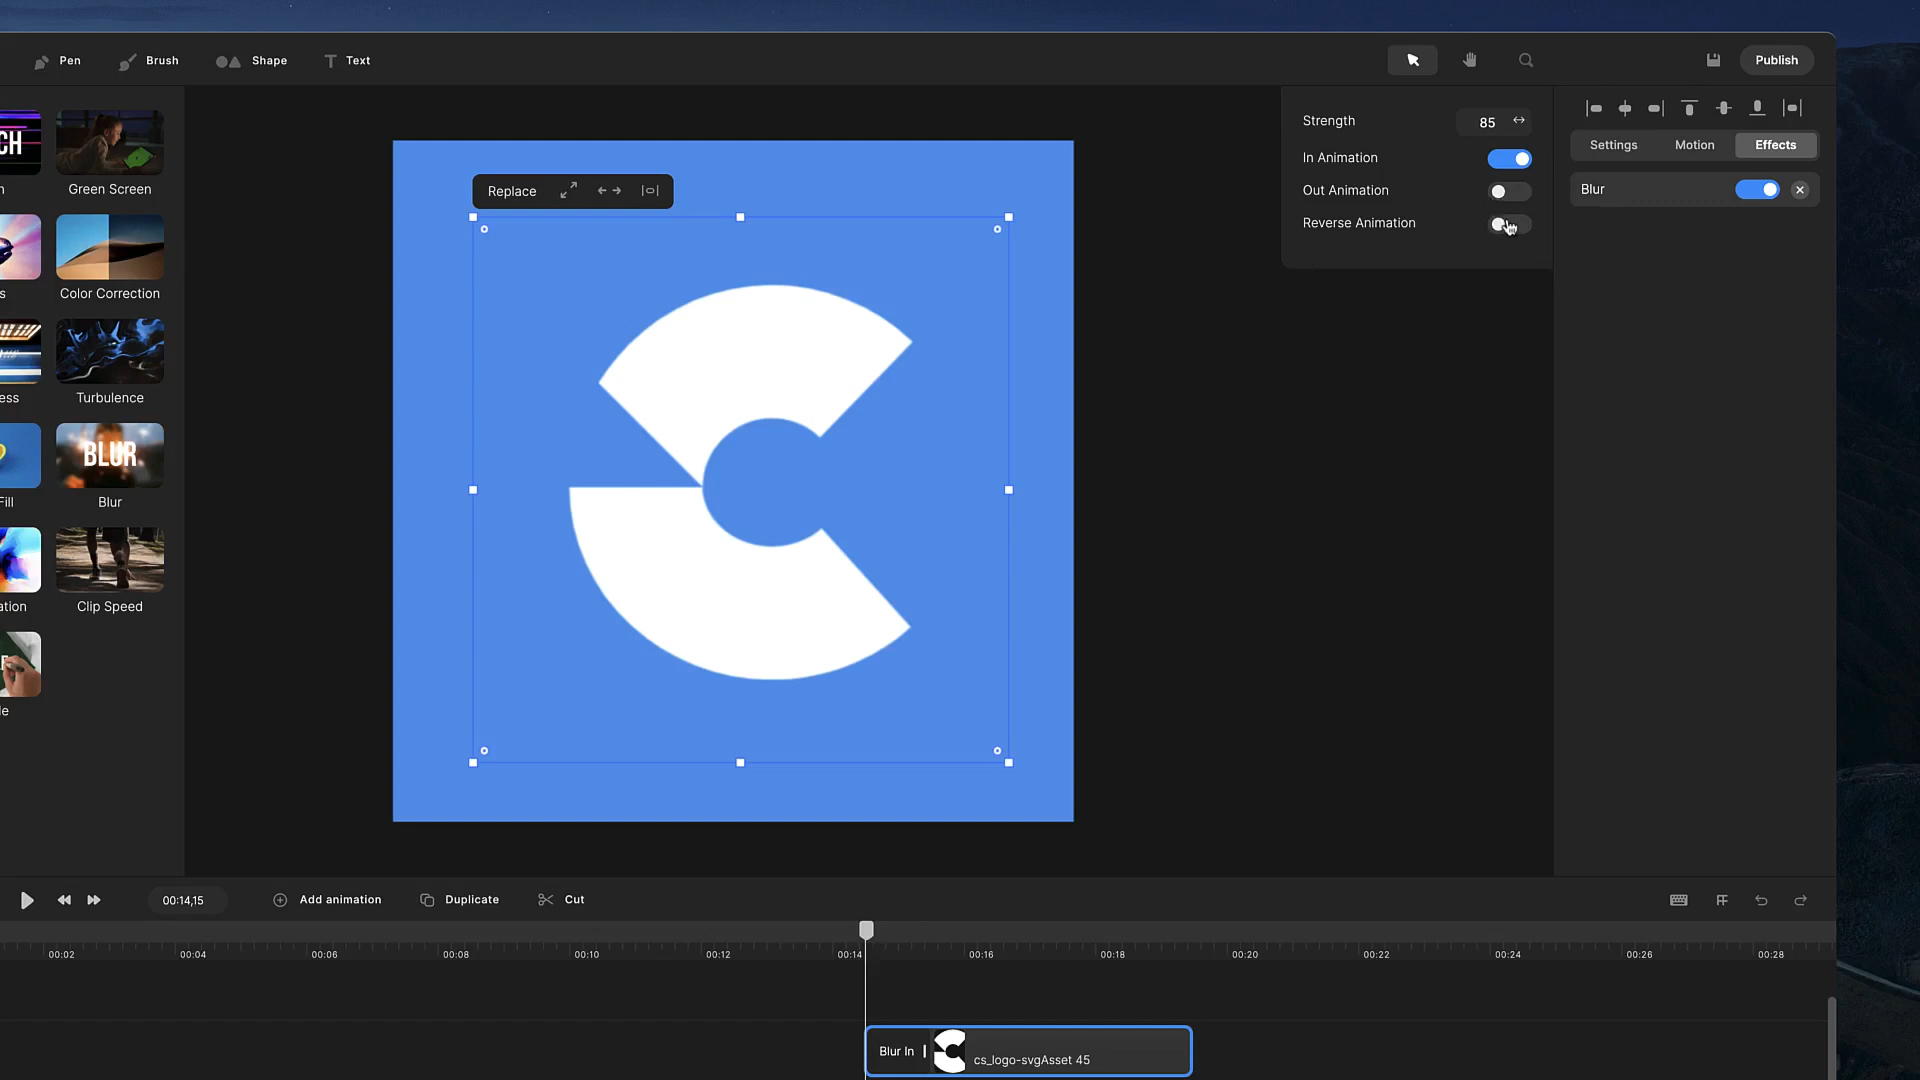 Pen
Brush
Shape
Text
Publish
CH
Green Screen
n
Color Correction
s
Turbulence
ess
BLUR
Blur
Fill
Clip Speed
ation
le
Replace
Strength
85
In Animation
Out Animation
Reverse Animation
Settings
Motion
Effects
Blur
00:14,15
Add animation
Duplicate
Cut
00:02
00:04
00:06
00:08
00:10
00:12
00:14
00:16
00:18
00:20
00:22
00:24
00:26
00:28
Blur In
cs_logo-svgAsset 45